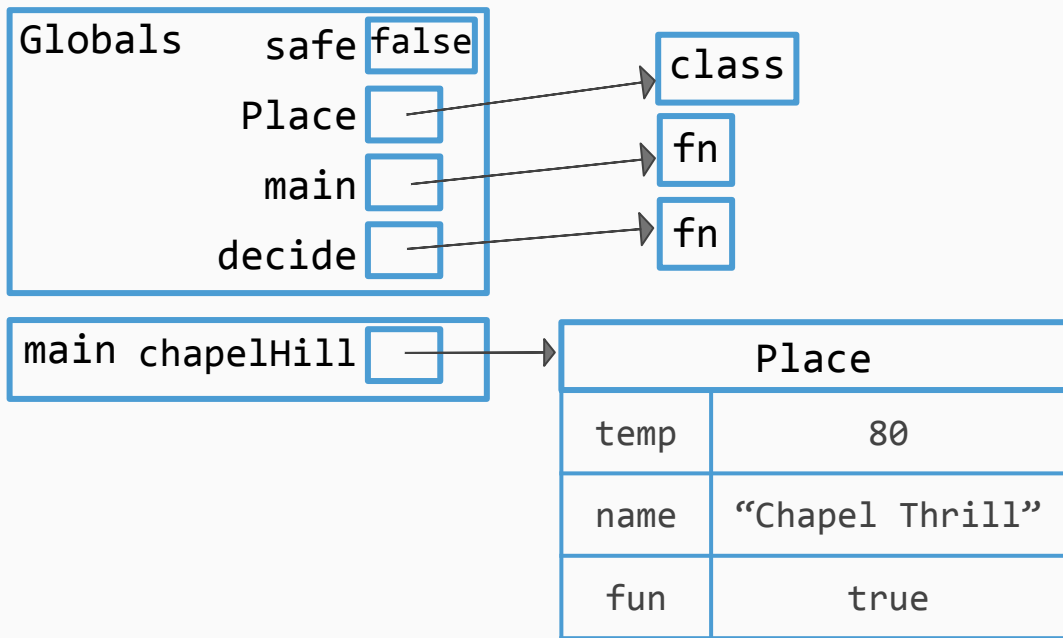 Globals safe false
Place
class
main
fn
decide
fn
main chapelHill
Place
temp 80
name “Chapel Thrill”
fun true